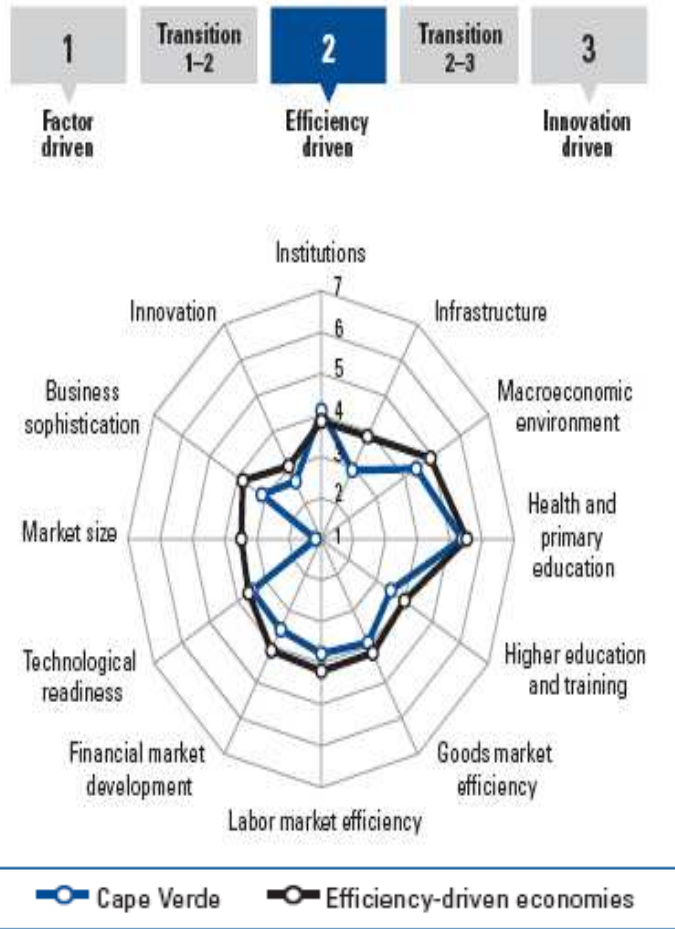 1
Transition
1–2
2
Transition
2–3
3
Factor
driven
Efficiency
driven
Innovation
driven
Institutions
7
Innovation
Infrastructure
6
5
Business
sophistication
Macroeconomic
environment
4
3
2
Market size
1
Health and
primary
education
Technological
readiness
Higher education
and training
Financial market
development
Goods market
efficiency
Labor market efficiency
Cape Verde
Efficiency-driven economies